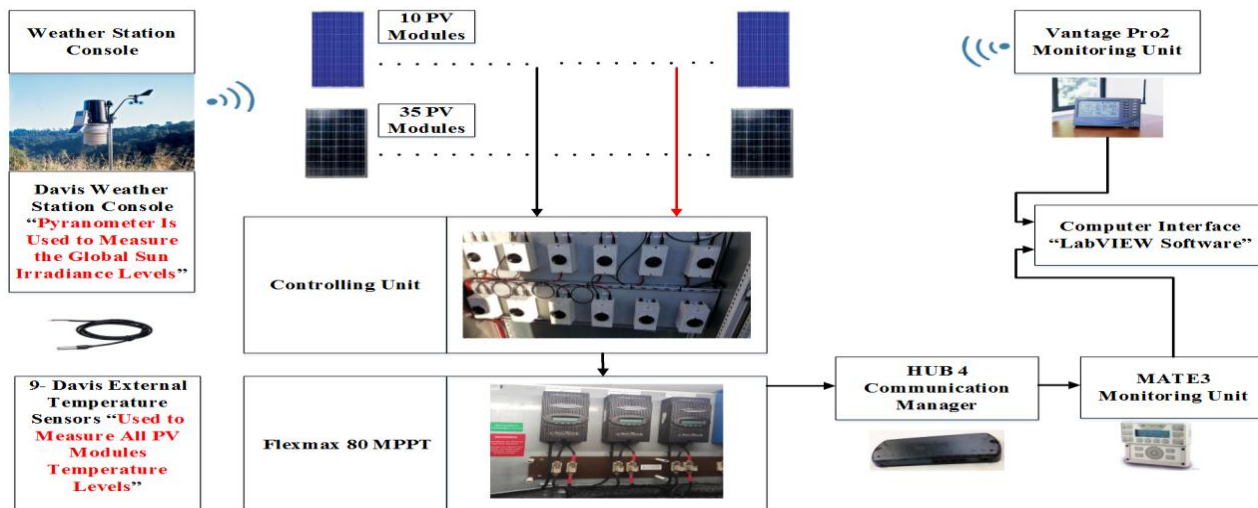 Weather Station
Console
10 PV
Modules
Vantage Pro2
Monitoring Unit
35 PV
Modules
Davis Weather
Station Console
“Pyranometer Is
Used to Measure
the Global Sun
Irradiance Levels”
Computer Interface
“LabVIEW Software”
Controlling Unit
9- Davis External
Temperature
Sensors “Used to
Measure All PV
Modules
Temperature
Levels”
Flexmax 80 MPPT
HUB 4
Communication
Manager
MATE3
Monitoring Unit